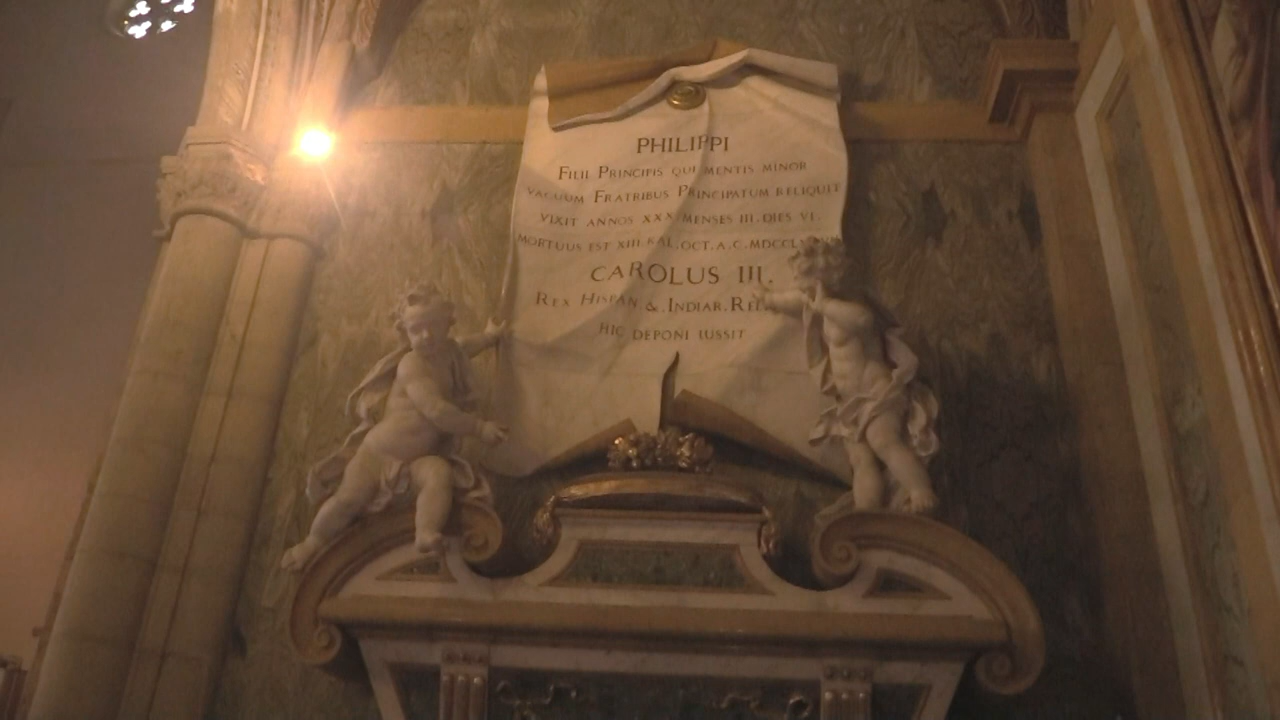 PHILIPPI
FILII PRINCIPIS QUI MENTIS MINOR
VACUUM FRATRIBUS PRINCIPATUM RELIQUIT
VIXIT ANNOS XXX MENSES III. DIES VI.
MORTUUS EST XIII KAL. OCT. A. C.
CAROLUS III.
REX HISPAN. & INDIAR.
HIC DEPONI IUSSIT